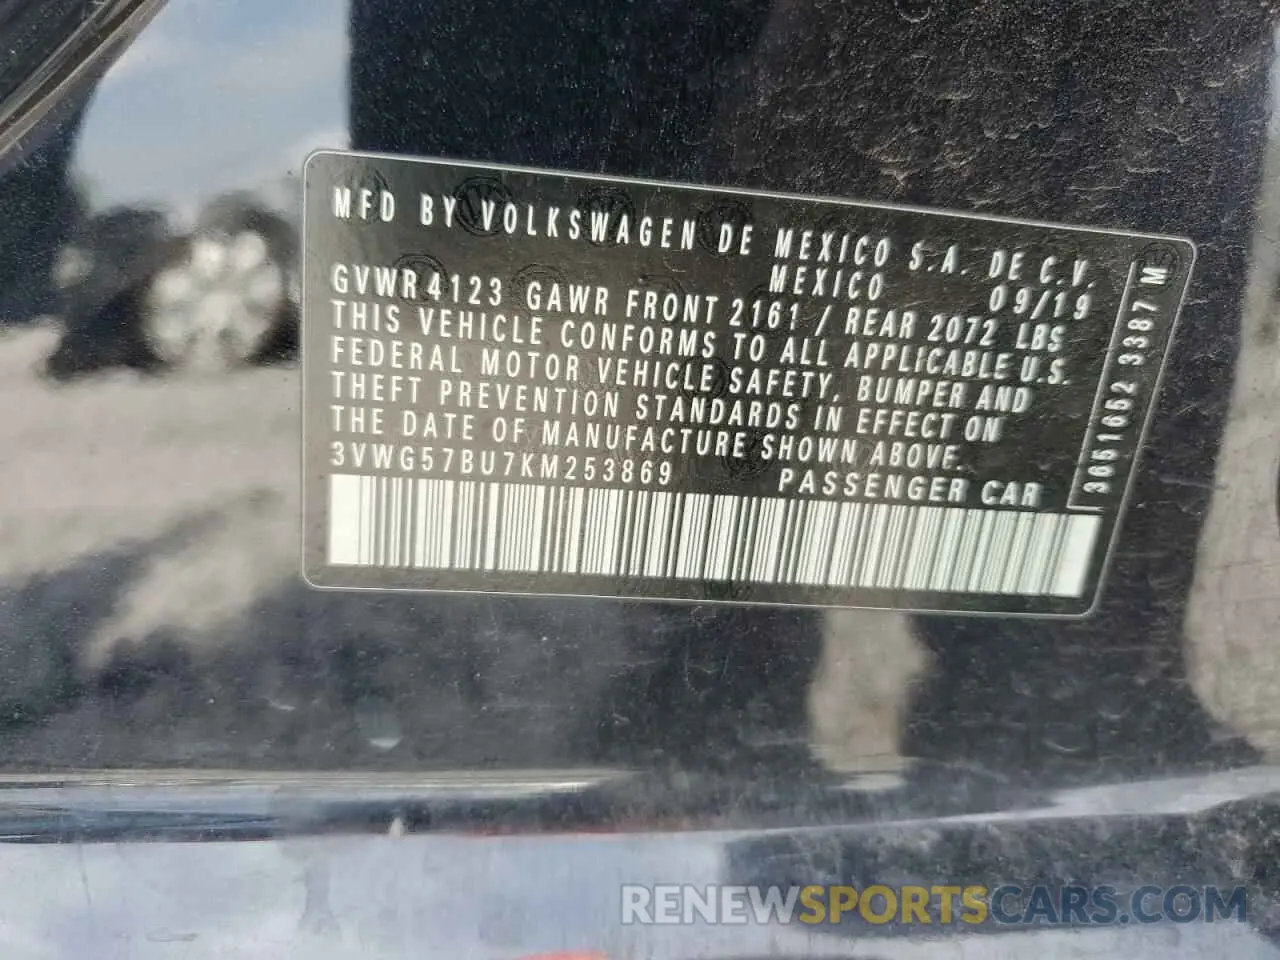 MFD BY VOLKSWAGEN DE MEXICO S.A. DE C.V.
MEXICO 09/19
GVWR 4123 GAWR FRONT 2161 / REAR 2072 LBS
THIS VEHICLE CONFORMS TO ALL APPLICABLE U.S.
FEDERAL MOTOR VEHICLE SAFETY, BUMPER AND
THEFT PREVENTION STANDARDS IN EFFECT ON
THE DATE OF MANUFACTURE SHOWN ABOVE.
3VWG57BU7KM253869 PASSENGER CAR
3651652 3387 M
RENEWSPORTSCARS.COM